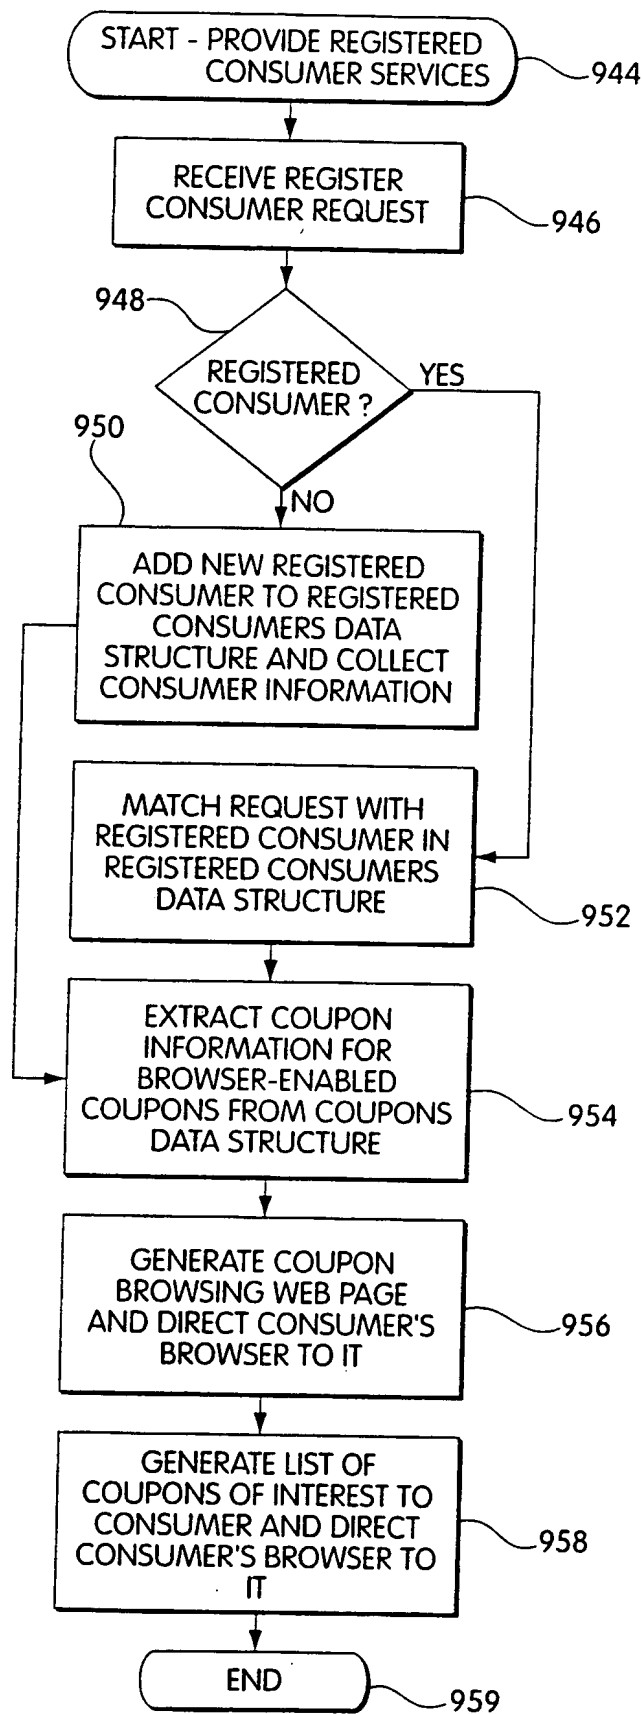 START - PROVIDE REGISTERED
CONSUMER SERVICES
944
RECEIVE REGISTER
CONSUMER REQUEST
946
948
REGISTERED
CONSUMER ?
YES
950
NO
ADD NEW REGISTERED
CONSUMER TO REGISTERED
CONSUMERS DATA
STRUCTURE AND COLLECT
CONSUMER INFORMATION
MATCH REQUEST WITH
REGISTERED CONSUMER IN
REGISTERED CONSUMERS
DATA STRUCTURE
952
EXTRACT COUPON
INFORMATION FOR
BROWSER-ENABLED
COUPONS FROM COUPONS
DATA STRUCTURE
954
GENERATE COUPON
BROWSING WEB PAGE
AND DIRECT CONSUMER'S
BROWSER TO IT
956
GENERATE LIST OF
COUPONS OF INTEREST TO
CONSUMER AND DIRECT
CONSUMER'S BROWSER TO
IT
958
END
959